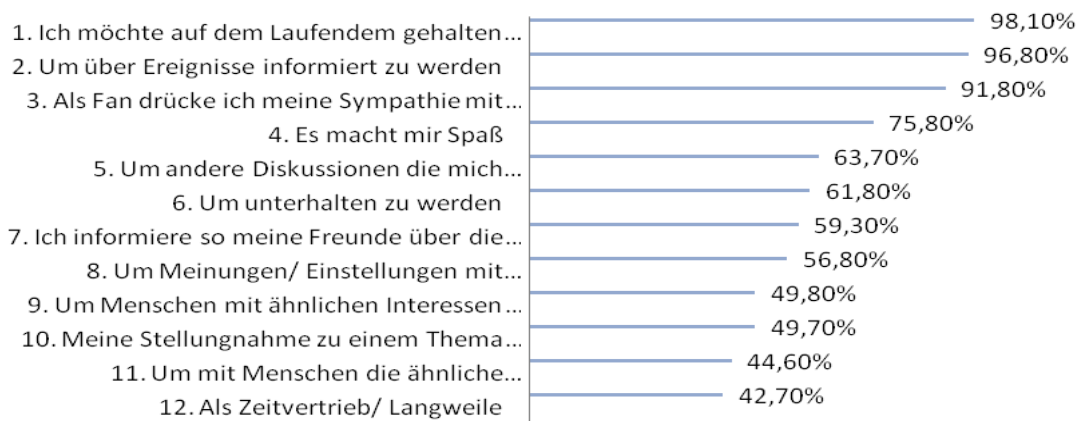 1. Ich möchte auf dem Laufendem gehalten... 98,10%
2. Um über Ereignisse informiert zu werden 96,80%
3. Als Fan drücke ich meine Sympathie mit... 91,80%
4. Es macht mir Spaß 75,80%
5. Um andere Diskussionen die mich... 63,70%
6. Um unterhalten zu werden 61,80%
7. Ich informiere so meine Freunde über die... 59,30%
8. Um Meinungen/ Einstellungen mit... 56,80%
9. Um Menschen mit ähnlichen Interessen... 49,80%
10. Meine Stellungnahme zu einem Thema... 49,70%
11. Um mit Menschen die ähnliche... 44,60%
12. Als Zeitvertrieb/ Langweile 42,70%